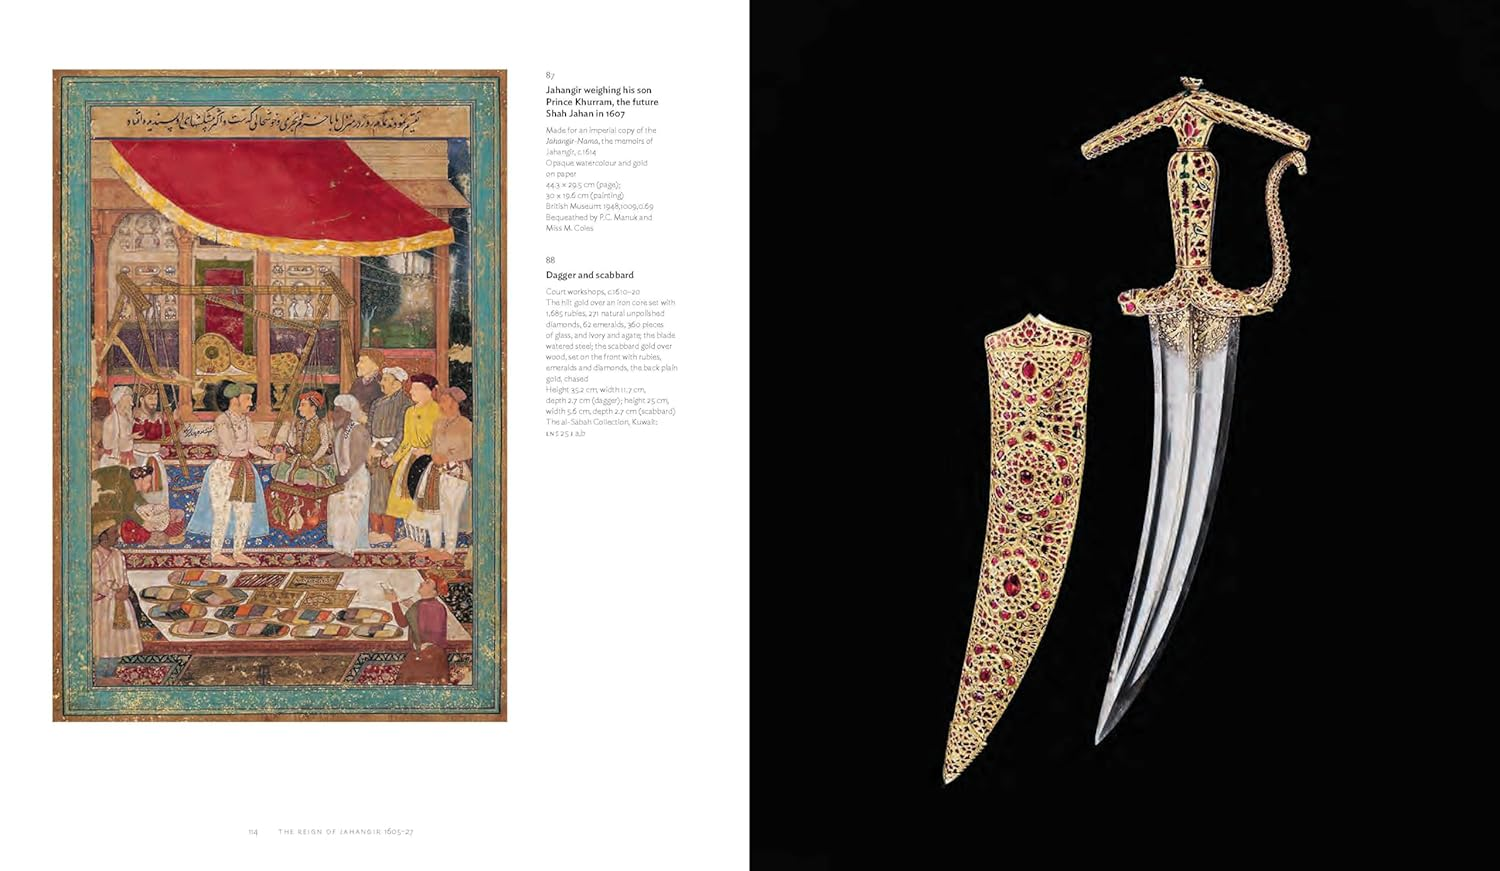 87
Jahangir weighing his son
Prince Khurram, the future
Shah Jahan in 1607
Made for an imperial copy of the
Jahangir-Nama, the memoirs of
Jahangir, c.1614
Opaque watercolour and gold
on paper
44.3 × 29.5 cm (page);
30 × 19.6 cm (painting)
British Museum 1948,1009,0.69
Bequeathed by P.C. Manuk and
Miss M. Coles
88
Dagger and scabbard
Court workshops, c.1610–20
The hilt gold over an iron core set with
1,685 rubies, 271 natural unpolished
diamonds, 62 emeralds, 360 pieces
of glass, and ivory and agate; the blade
watered steel; the scabbard gold over
wood, set on the front with rubies,
emeralds and diamonds, the back plain
gold, chased
Height 35.2 cm, width 11.7 cm,
depth 2.7 cm (dagger); height 25 cm,
width 5.6 cm, depth 2.7 cm (scabbard)
The al-Sabah Collection, Kuwait:
LNS 25 J a,b
114 THE REIGN OF JAHANGIR 1605–27